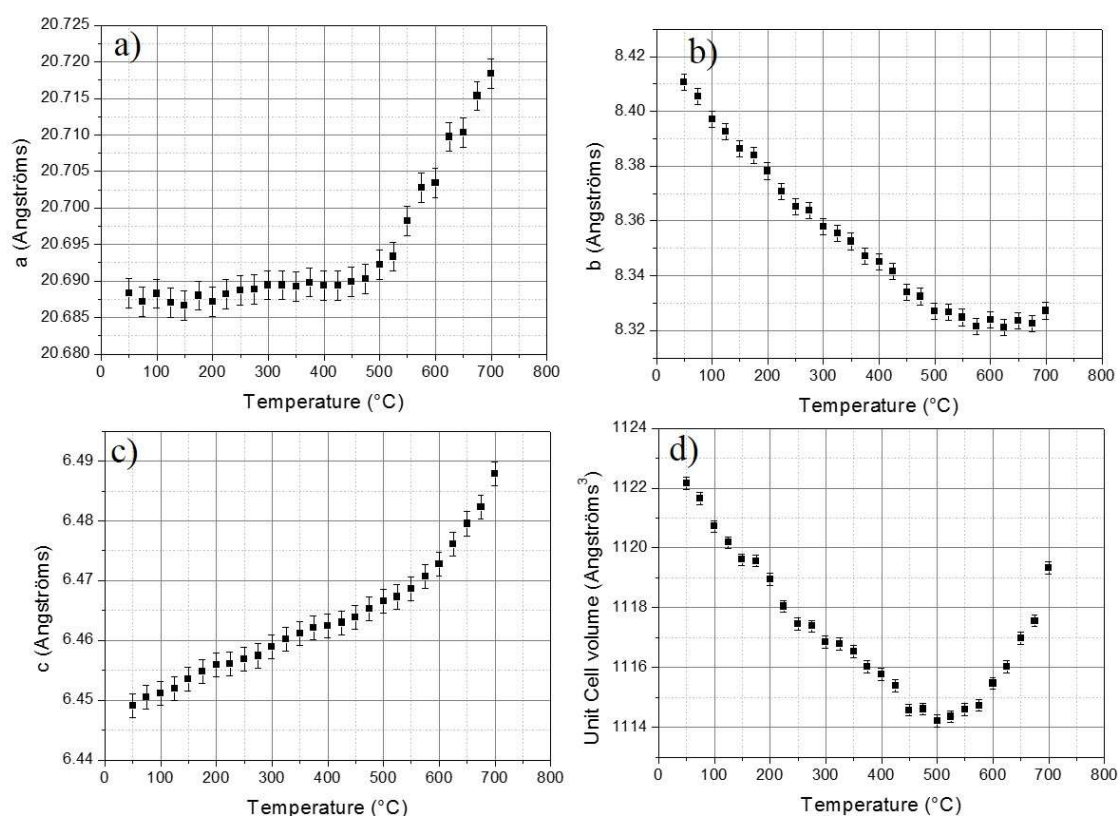 a)
20.725
20.720
20.715
20.710
20.705
20.700
20.695
20.690
20.685
20.680
a (Angströms)
0 100 200 300 400 500 600 700 800
Temperature (°C)
b)
8.42
8.40
8.38
8.36
8.34
8.32
b (Angströms)
0 100 200 300 400 500 600 700 800
Temperature (°C)
c)
6.49
6.48
6.47
6.46
6.45
6.44
c (Angströms)
0 100 200 300 400 500 600 700 800
Temperature (°C)
d)
1124
1122
1120
1118
1116
1114
Unit Cell volume (Angströms³)
0 100 200 300 400 500 600 700 800
Temperature (°C)